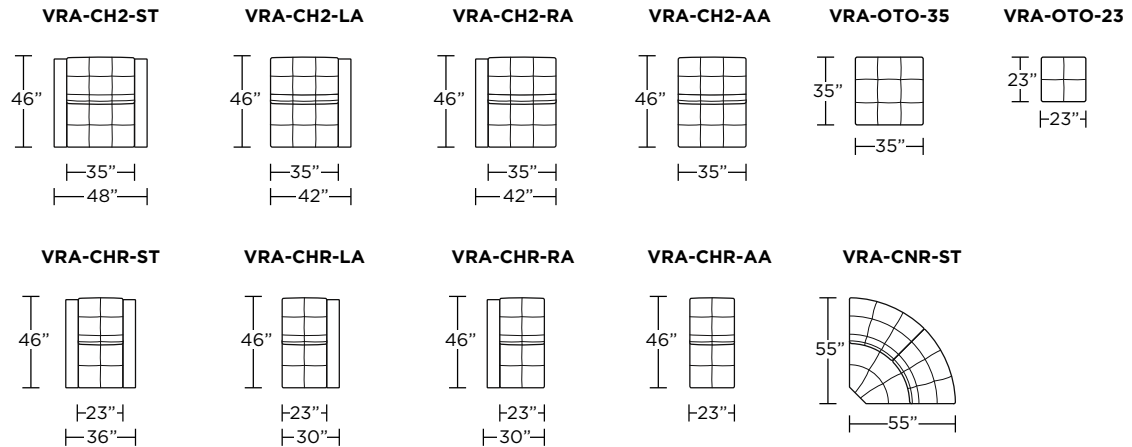 VRA-CH2-ST VRA-CH2-LA VRA-CH2-RA VRA-CH2-AA VRA-OTO-35 VRA-OTO-23
46” 46” 46” 46” 35” 23”
35” 35” 35” 35” 35” 23”
48” 42” 42”
VRA-CHR-ST VRA-CHR-LA VRA-CHR-RA VRA-CHR-AA VRA-CNR-ST
46” 46” 46” 46” 55”
23” 23” 23” 23” 55”
36” 30” 30”